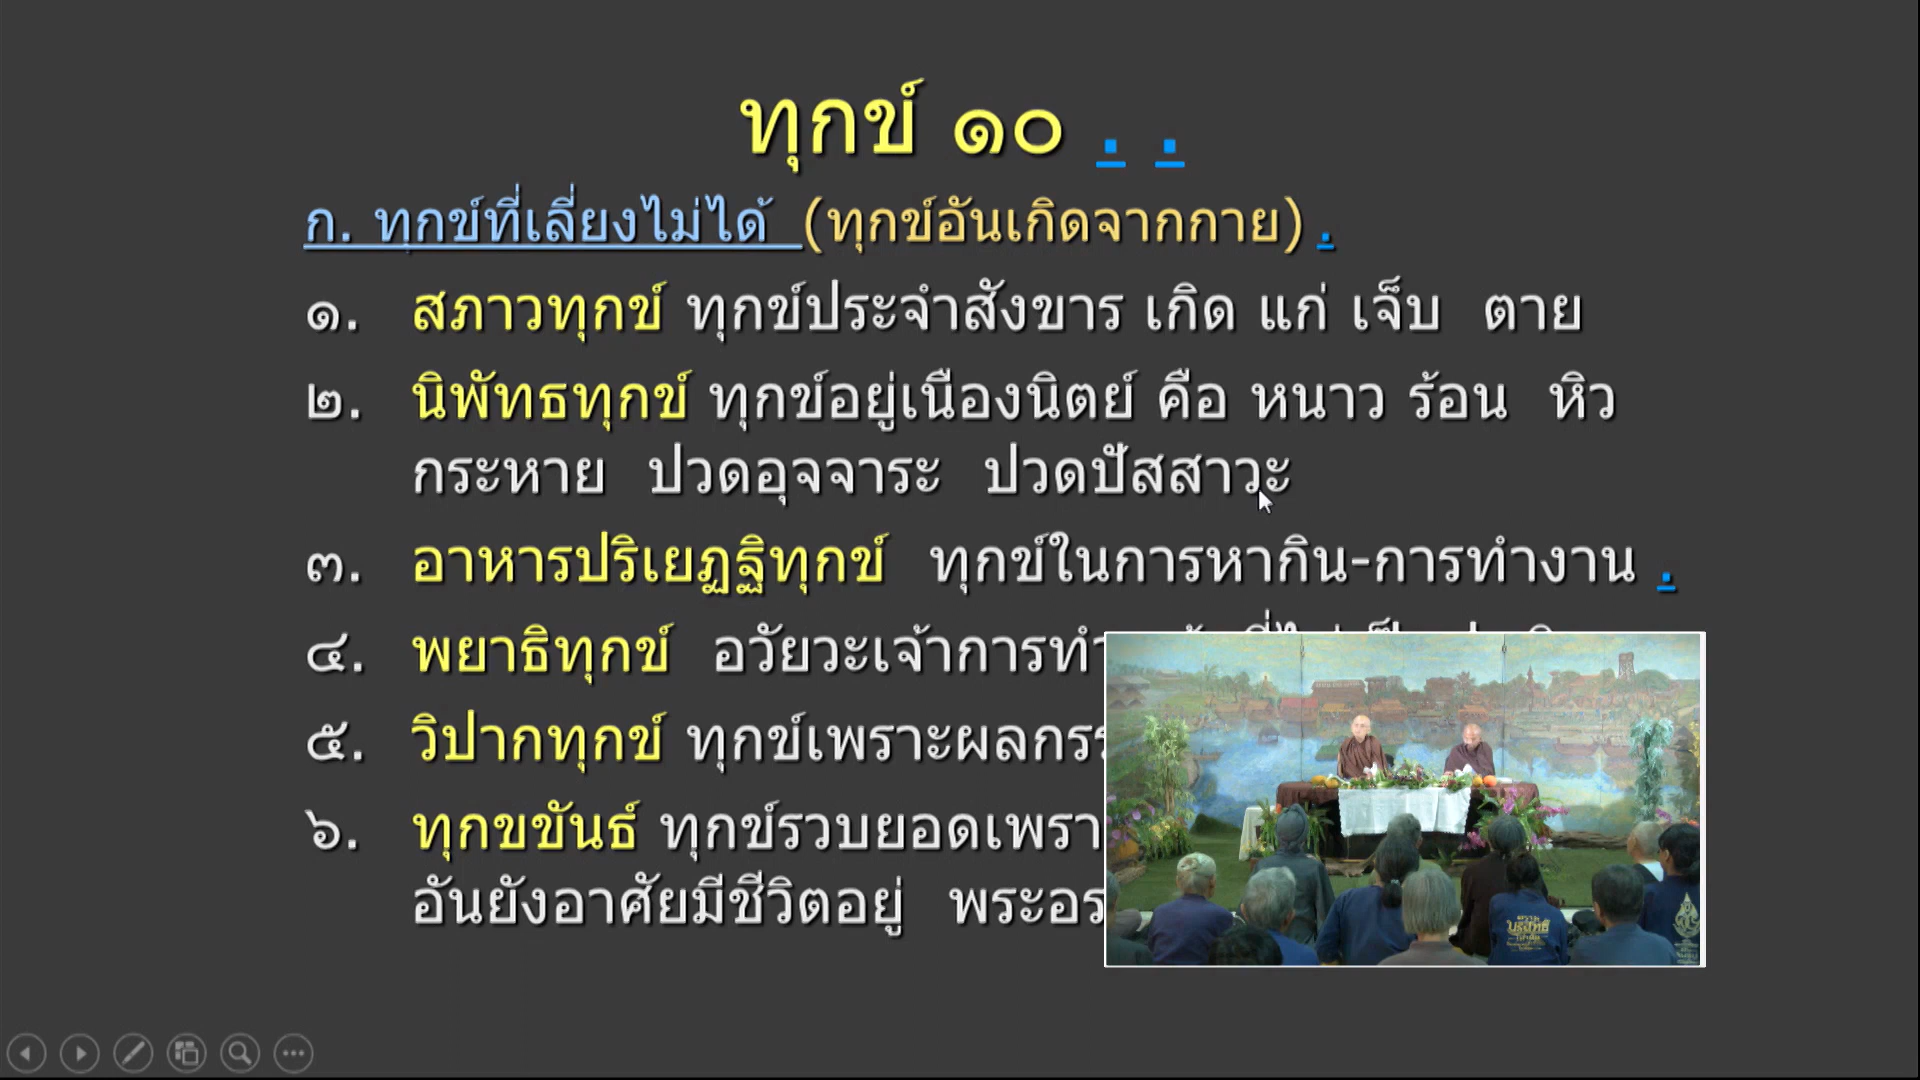 ทุกข์ ๑๐ . .
ก. ทุกข์ที่เลี่ยงไม่ได้ (ทุกข์อันเกิดจากกาย) .
๑. สภาวทุกข์ ทุกข์ประจำสังขาร เกิด แก่ เจ็บ ตาย
๒. นิพัทธทุกข์ ทุกข์อยู่เนืองนิตย์ คือ หนาว ร้อน หิว
กระหาย ปวดอุจจาระ ปวดปัสสาวะ
๓. อาหารปริเยฏฐิทุกข์ ทุกข์ในการหากิน-การทำงาน .
๔. พยาธิทุกข์ อวัยวะเจ้าการทำ
๕. วิปากทุกข์ ทุกข์เพราะผลกรร
๖. ทุกขขันธ์ ทุกข์รวบยอดเพรา
อันยังอาศัยมีชีวิตอยู่ พระอร